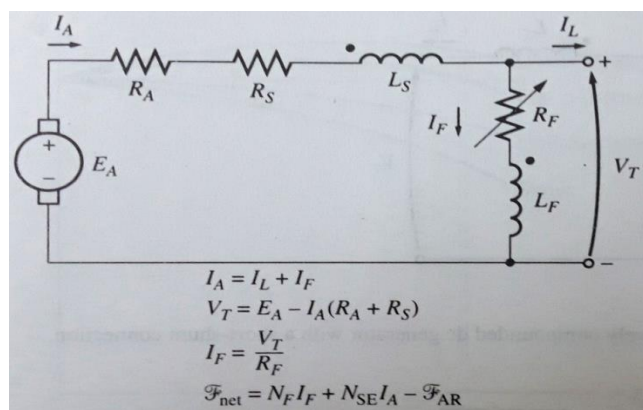 I_A
R_A
R_S
L_S
I_L
+
I_F
R_F
+
−
E_A
L_F
V_T
−
I_A = I_L + I_F
V_T = E_A − I_A(R_A + R_S)
I_F = V_T / R_F
ℱ_net = N_F I_F + N_SE I_A − ℱ_AR